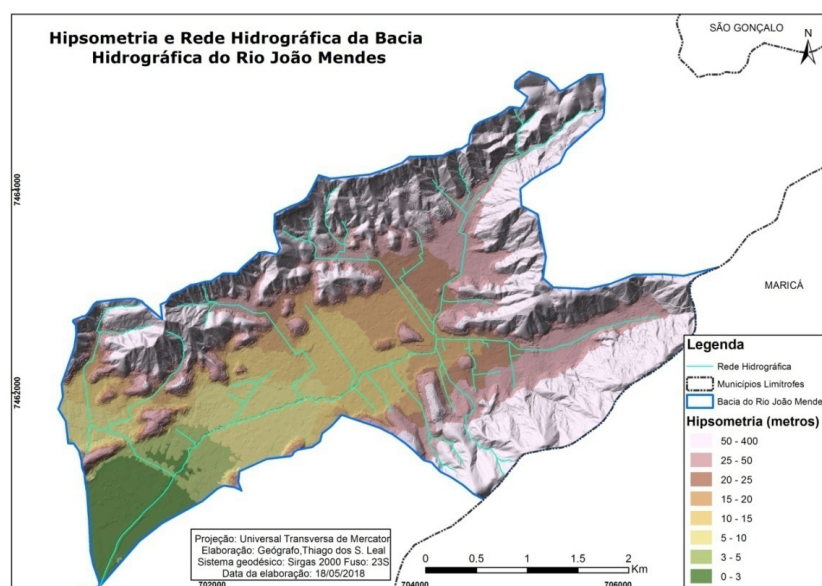 Hipsometria e Rede Hidrográfica da Bacia
Hidrográfica do Rio João Mendes
SÃO GONÇALO
N
MARICÁ
7464000
7462000
Legenda
Rede Hidrográfica
Municípios Limítrofes
Bacia do Rio João Mendes
Hipsometria (metros)
50 - 400
25 - 50
20 - 25
15 - 20
10 - 15
5 - 10
3 - 5
0 - 3
Projeção: Universal Transversa de Mercator
Elaboração: Geógrafo,Thiago dos S. Leal
Sistema geodésico: Sirgas 2000 Fuso: 23S
Data da elaboração: 18/05/2018
0 0,5 1 1,5 2
Km
702000 704000 706000